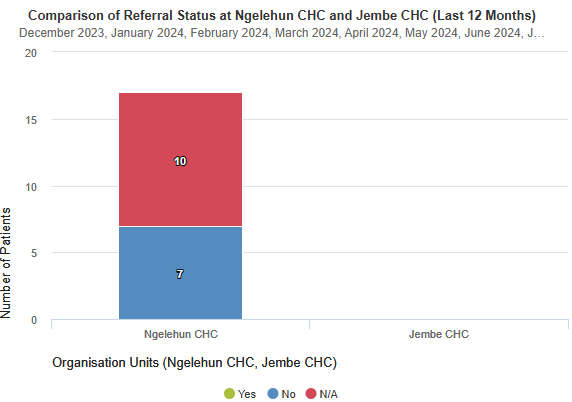 Comparison of Referral Status at Ngelehun CHC and Jembe CHC (Last 12 Months)
December 2023, January 2024, February 2024, March 2024, April 2024, May 2024, June 2024, J…
Number of Patients
20
15
10
5
0
10
7
Ngelehun CHC
Jembe CHC
Organisation Units (Ngelehun CHC, Jembe CHC)
Yes No N/A